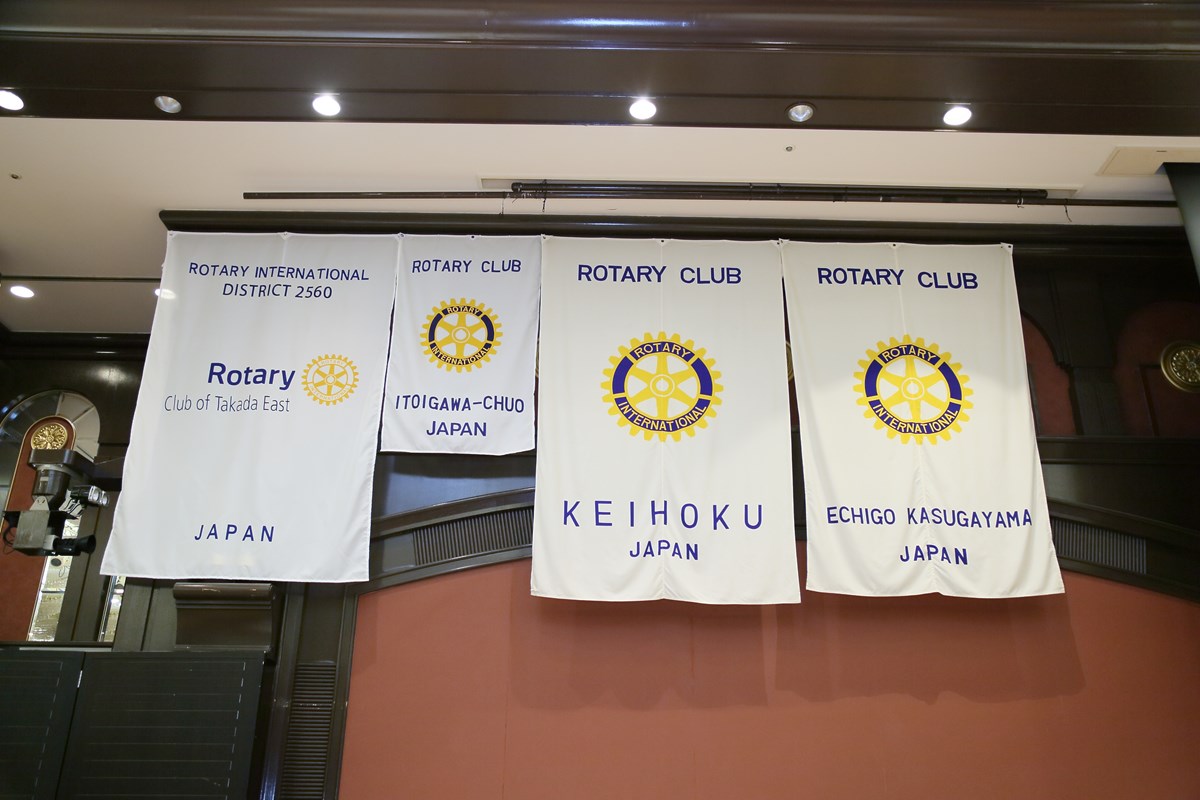 ROTARY INTERNATIONAL
DISTRICT 2560
Rotary
Club of Takada East
JAPAN
ROTARY CLUB
ROTARY
INTERNATIONAL
ITOIGAWA-CHUO
JAPAN
ROTARY CLUB
ROTARY
INTERNATIONAL
KEIHOKU
JAPAN
ROTARY CLUB
ROTARY
INTERNATIONAL
ECHIGO KASUGAYAMA
JAPAN